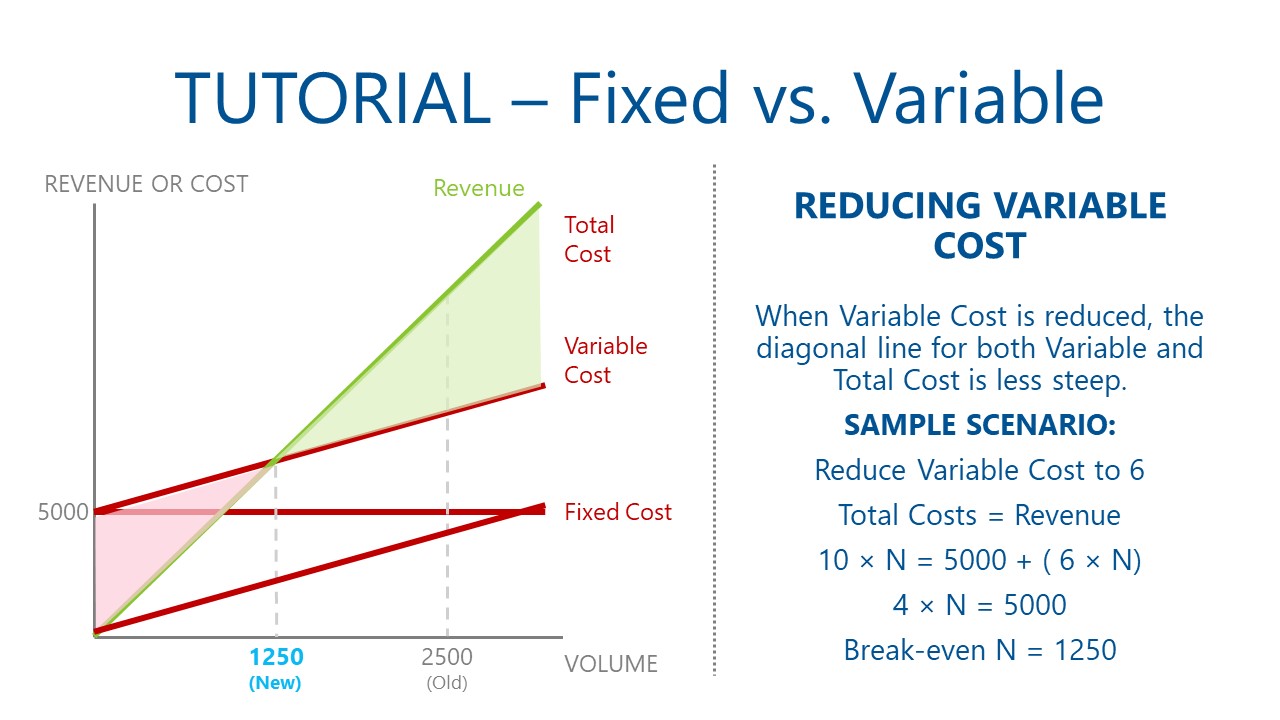 TUTORIAL – Fixed vs. Variable
REVENUE OR COST
Revenue
Total
Cost
Variable
Cost
5000
Fixed Cost
1250
(New)
2500
(Old)
VOLUME
REDUCING VARIABLE
COST
When Variable Cost is reduced, the
diagonal line for both Variable and
Total Cost is less steep.
SAMPLE SCENARIO:
Reduce Variable Cost to 6
Total Costs = Revenue
10 × N = 5000 + ( 6 × N)
4 × N = 5000
Break-even N = 1250